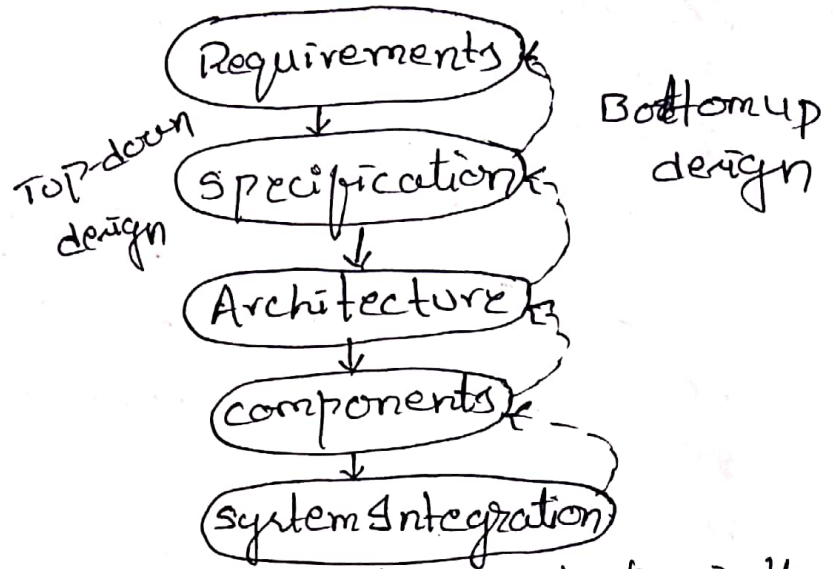 Requirements
Top-down
design
Bottomup
design
Specification
Architecture
components
system Integration